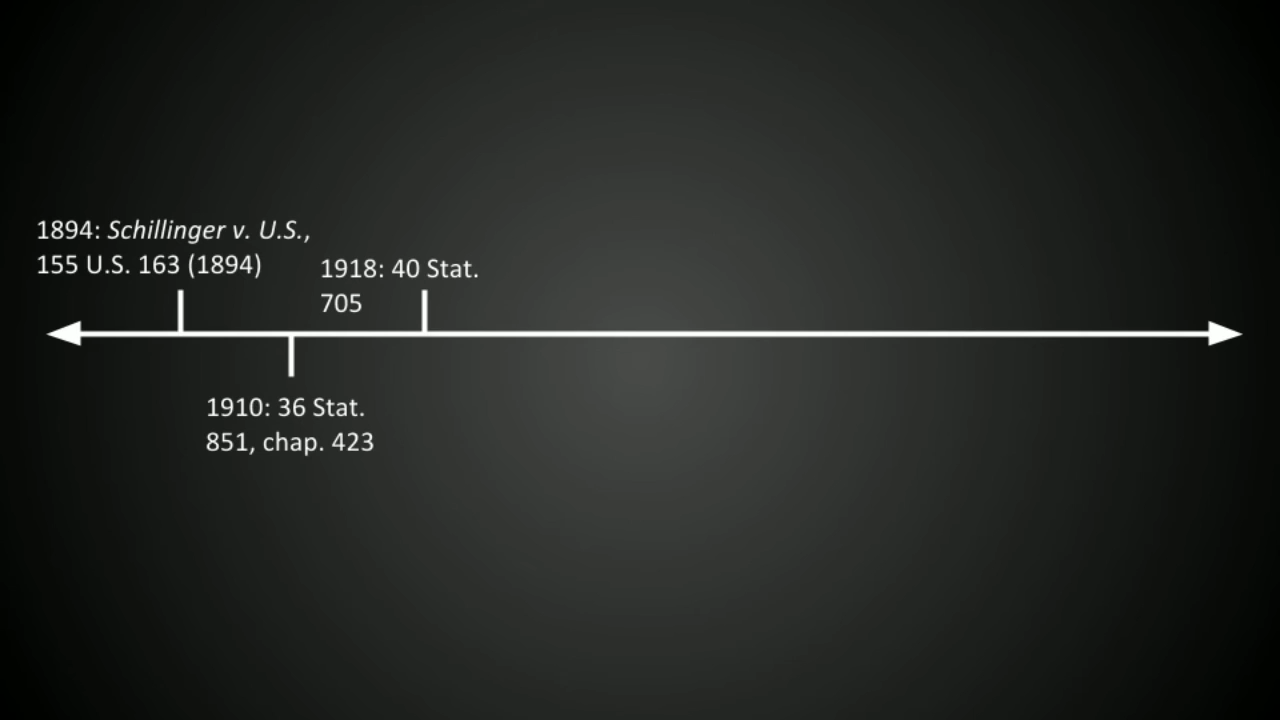 1894: Schillinger v. U.S.,
155 U.S. 163 (1894)
1918: 40 Stat.
705
1910: 36 Stat.
851, chap. 423